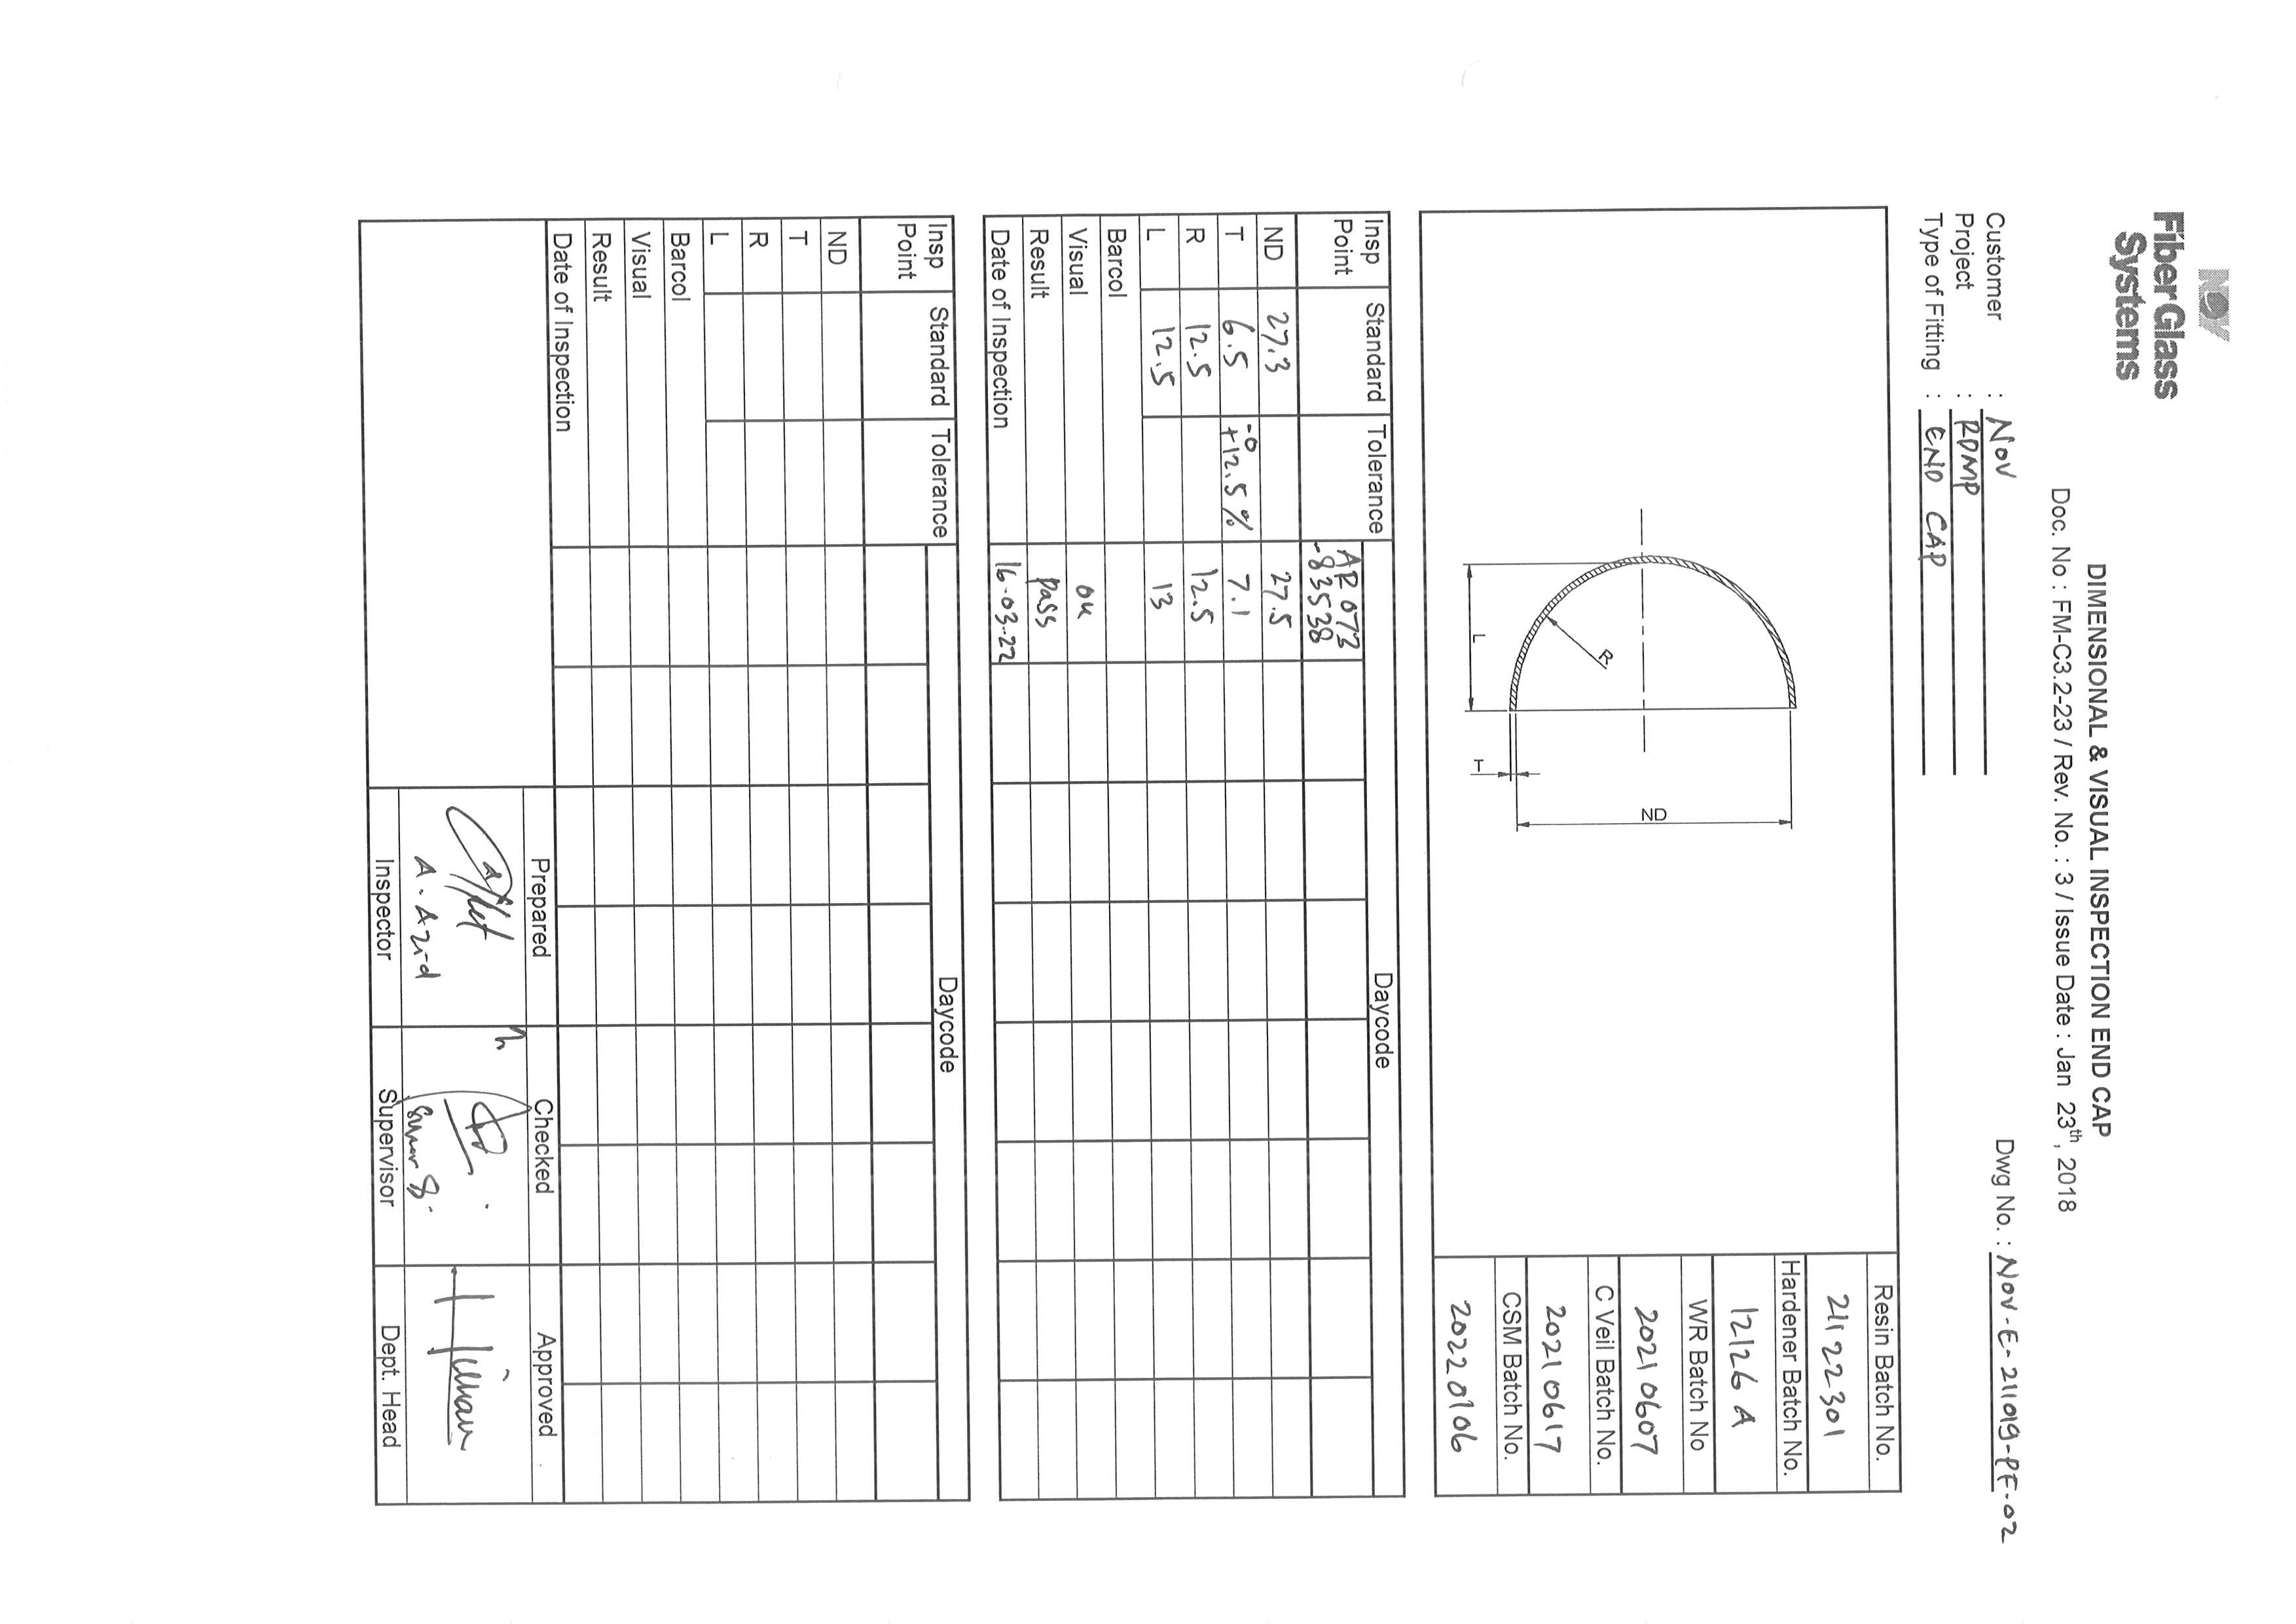 NOV
FiberGlass
Systems
DIMENSIONAL & VISUAL INSPECTION END CAP
Doc. No : FM-C3.2-23 / Rev. No. : 3 / Issue Date : Jan 23th, 2018
Customer : NOV
Dwg No. : NOV-E-211019-PF-02
Project : RDMP
Type of Fitting : END CAP
Resin Batch No.
21122301
Hardener Batch No.
12126 A
WR Batch No
20210607
C Veil Batch No.
20210617
CSM Batch No.
20220106
ND
R
L
T
Insp Point Standard Tolerance Daycode
AR 073
-83538
ND 27.3 27.5
T 6.5 -0 +12.5% 7.1
R 12.5 12.5
L 12.5 13
Barcol
Visual OK
Result Pass
Date of Inspection 16-03-22
Insp Point Standard Tolerance Daycode
ND
T
R
L
Barcol
Visual
Result
Date of Inspection
Prepared Checked Approved
A. Azid
Inspector Supervisor Dept. Head